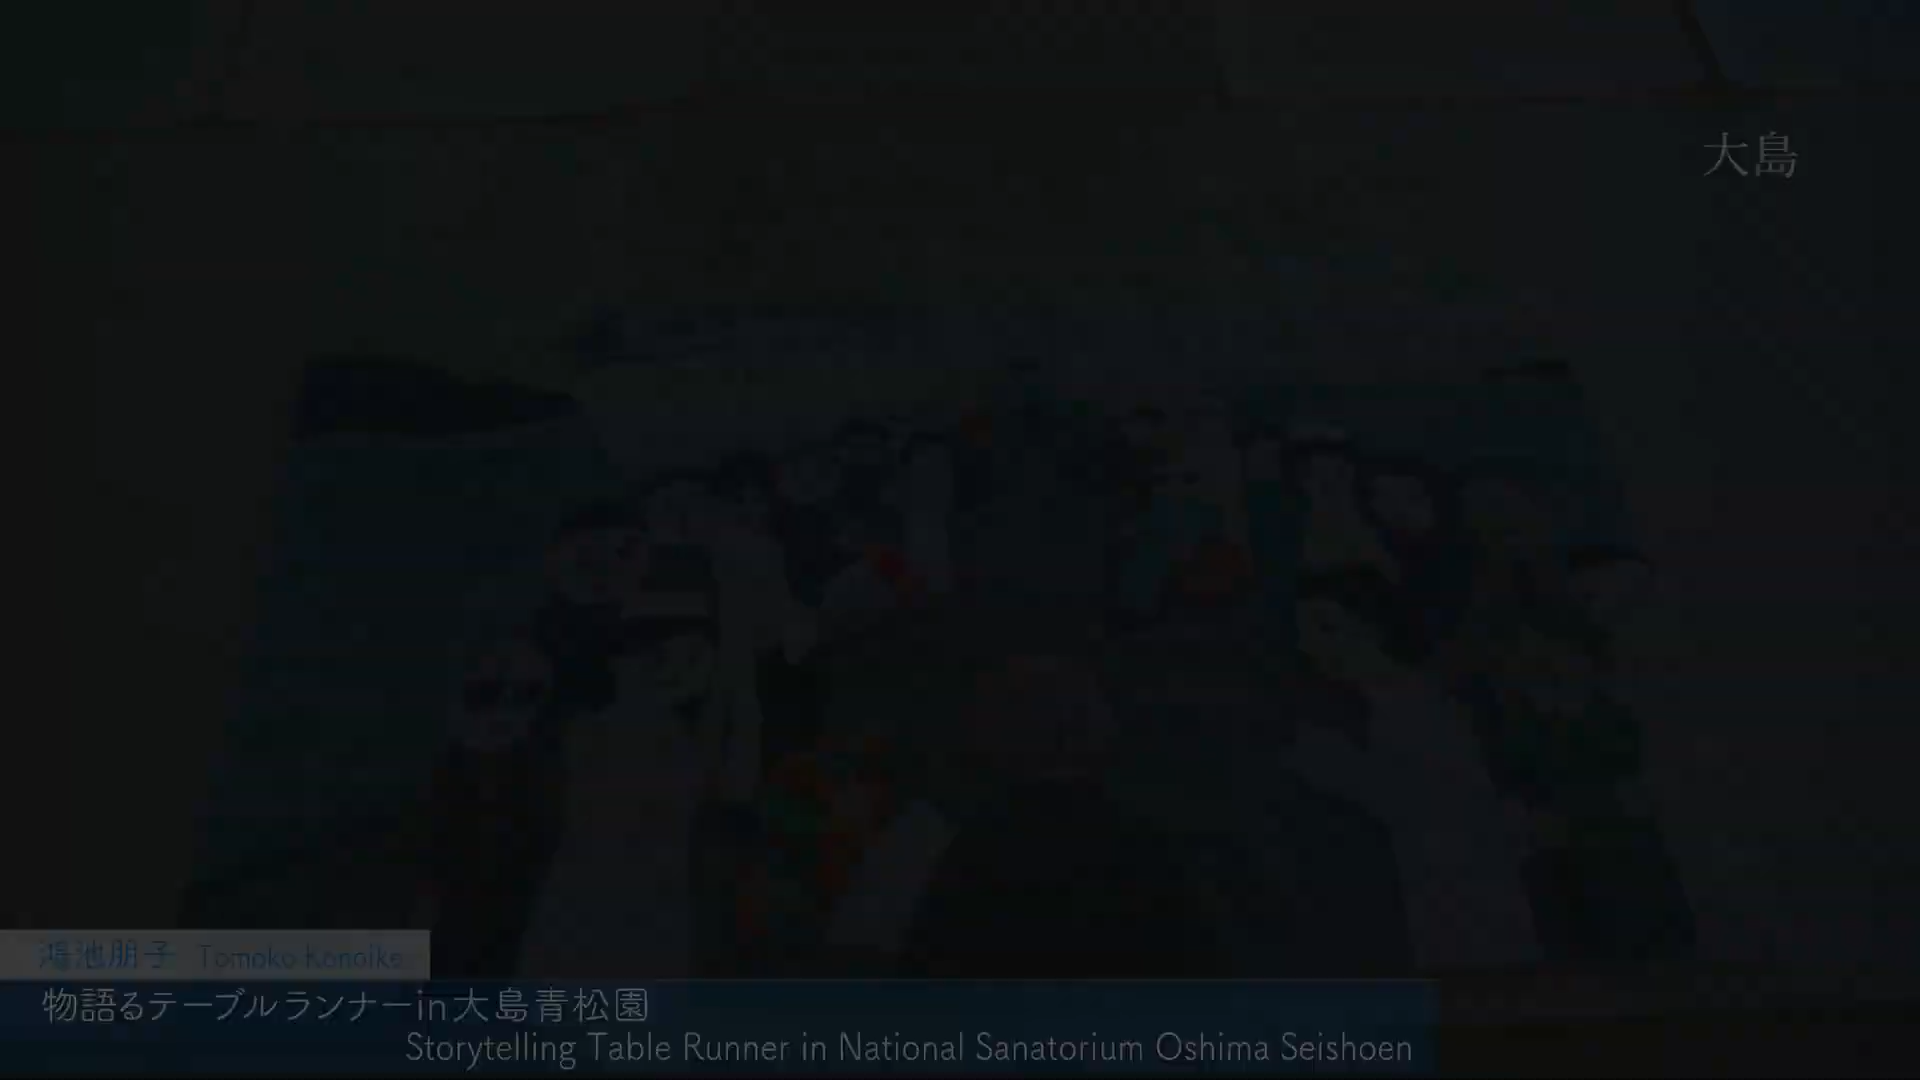 大島
鴻池朋子 Tomoko Konoike
物語るテーブルランナーin大島青松園
Storytelling Table Runner in National Sanatorium Oshima Seishoen